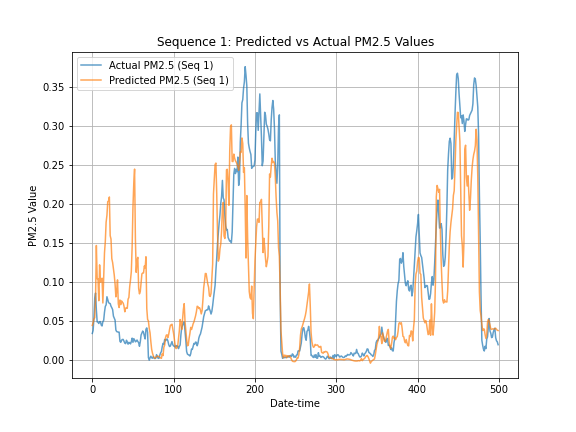 Sequence 1: Predicted vs Actual PM2.5 Values
Actual PM2.5 (Seq 1)
Predicted PM2.5 (Seq 1)
0.35
0.30
0.25
0.20
0.15
0.10
0.05
0.00
PM2.5 Value
0 100 200 300 400 500
Date-time